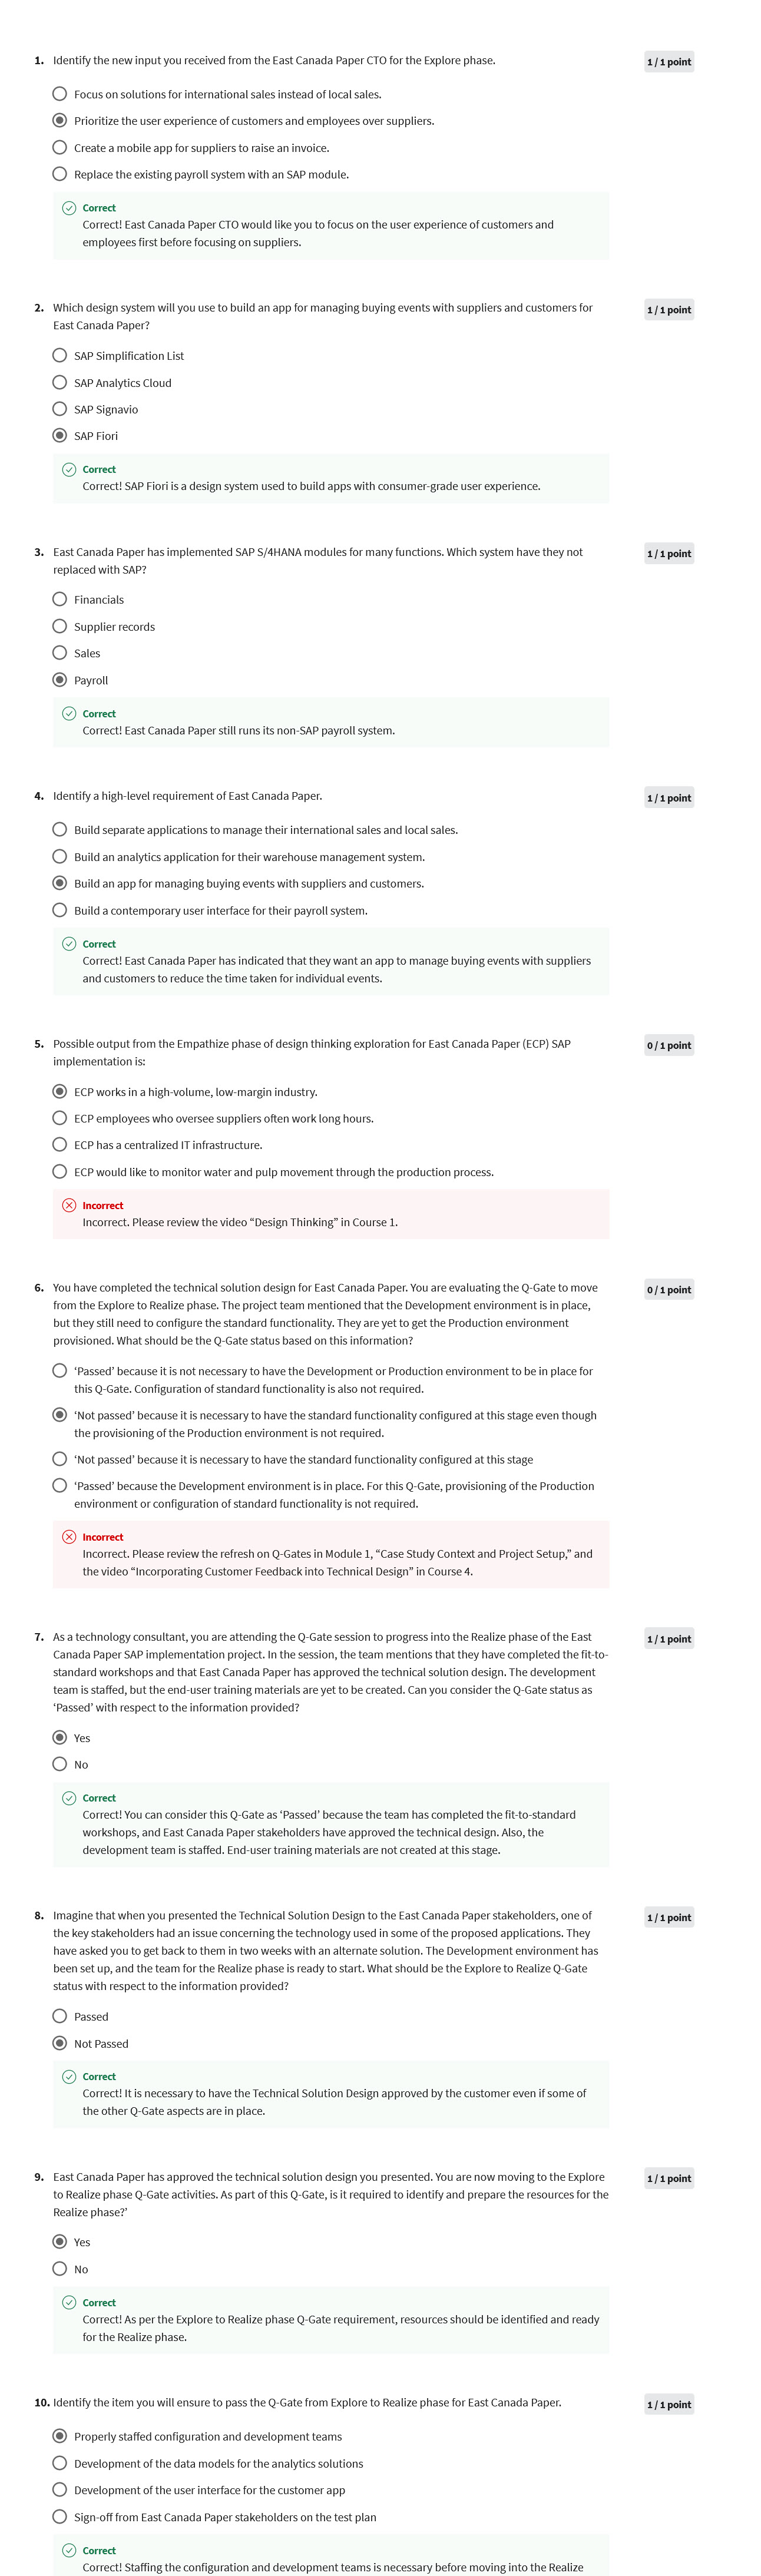 1. Identify the new input you received from the East Canada Paper CTO for the Explore phase.
1 / 1 point
Focus on solutions for international sales instead of local sales.
Prioritize the user experience of customers and employees over suppliers.
Create a mobile app for suppliers to raise an invoice.
Replace the existing payroll system with an SAP module.
Correct
Correct! East Canada Paper CTO would like you to focus on the user experience of customers and
employees first before focusing on suppliers.
2. Which design system will you use to build an app for managing buying events with suppliers and customers for
East Canada Paper?
1 / 1 point
SAP Simplification List
SAP Analytics Cloud
SAP Signavio
SAP Fiori
Correct
Correct! SAP Fiori is a design system used to build apps with consumer-grade user experience.
3. East Canada Paper has implemented SAP S/4HANA modules for many functions. Which system have they not
replaced with SAP?
1 / 1 point
Financials
Supplier records
Sales
Payroll
Correct
Correct! East Canada Paper still runs its non-SAP payroll system.
4. Identify a high-level requirement of East Canada Paper.
1 / 1 point
Build separate applications to manage their international sales and local sales.
Build an analytics application for their warehouse management system.
Build an app for managing buying events with suppliers and customers.
Build a contemporary user interface for their payroll system.
Correct
Correct! East Canada Paper has indicated that they want an app to manage buying events with suppliers
and customers to reduce the time taken for individual events.
5. Possible output from the Empathize phase of design thinking exploration for East Canada Paper (ECP) SAP
implementation is:
0 / 1 point
ECP works in a high-volume, low-margin industry.
ECP employees who oversee suppliers often work long hours.
ECP has a centralized IT infrastructure.
ECP would like to monitor water and pulp movement through the production process.
Incorrect
Incorrect. Please review the video “Design Thinking” in Course 1.
6. You have completed the technical solution design for East Canada Paper. You are evaluating the Q-Gate to move
from the Explore to Realize phase. The project team mentioned that the Development environment is in place,
but they still need to configure the standard functionality. They are yet to get the Production environment
provisioned. What should be the Q-Gate status based on this information?
0 / 1 point
‘Passed’ because it is not necessary to have the Development or Production environment to be in place for
this Q-Gate. Configuration of standard functionality is also not required.
‘Not passed’ because it is necessary to have the standard functionality configured at this stage even though
the provisioning of the Production environment is not required.
‘Not passed’ because it is necessary to have the standard functionality configured at this stage
‘Passed’ because the Development environment is in place. For this Q-Gate, provisioning of the Production
environment or configuration of standard functionality is not required.
Incorrect
Incorrect. Please review the refresh on Q-Gates in Module 1, “Case Study Context and Project Setup,” and
the video “Incorporating Customer Feedback into Technical Design” in Course 4.
7. As a technology consultant, you are attending the Q-Gate session to progress into the Realize phase of the East
Canada Paper SAP implementation project. In the session, the team mentions that they have completed the fit-to-
standard workshops and that East Canada Paper has approved the technical solution design. The development
team is staffed, but the end-user training materials are yet to be created. Can you consider the Q-Gate status as
‘Passed’ with respect to the information provided?
1 / 1 point
Yes
No
Correct
Correct! You can consider this Q-Gate as ‘Passed’ because the team has completed the fit-to-standard
workshops, and East Canada Paper stakeholders have approved the technical design. Also, the
development team is staffed. End-user training materials are not created at this stage.
8. Imagine that when you presented the Technical Solution Design to the East Canada Paper stakeholders, one of
the key stakeholders had an issue concerning the technology used in some of the proposed applications. They
have asked you to get back to them in two weeks with an alternate solution. The Development environment has
been set up, and the team for the Realize phase is ready to start. What should be the Explore to Realize Q-Gate
status with respect to the information provided?
1 / 1 point
Passed
Not Passed
Correct
Correct! It is necessary to have the Technical Solution Design approved by the customer even if some of
the other Q-Gate aspects are in place.
9. East Canada Paper has approved the technical solution design you presented. You are now moving to the Explore
to Realize phase Q-Gate activities. As part of this Q-Gate, is it required to identify and prepare the resources for the
Realize phase?’
1 / 1 point
Yes
No
Correct
Correct! As per the Explore to Realize phase Q-Gate requirement, resources should be identified and ready
for the Realize phase.
10. Identify the item you will ensure to pass the Q-Gate from Explore to Realize phase for East Canada Paper.
1 / 1 point
Properly staffed configuration and development teams
Development of the data models for the analytics solutions
Development of the user interface for the customer app
Sign-off from East Canada Paper stakeholders on the test plan
Correct
Correct! Staffing the configuration and development teams is necessary before moving into the Realize